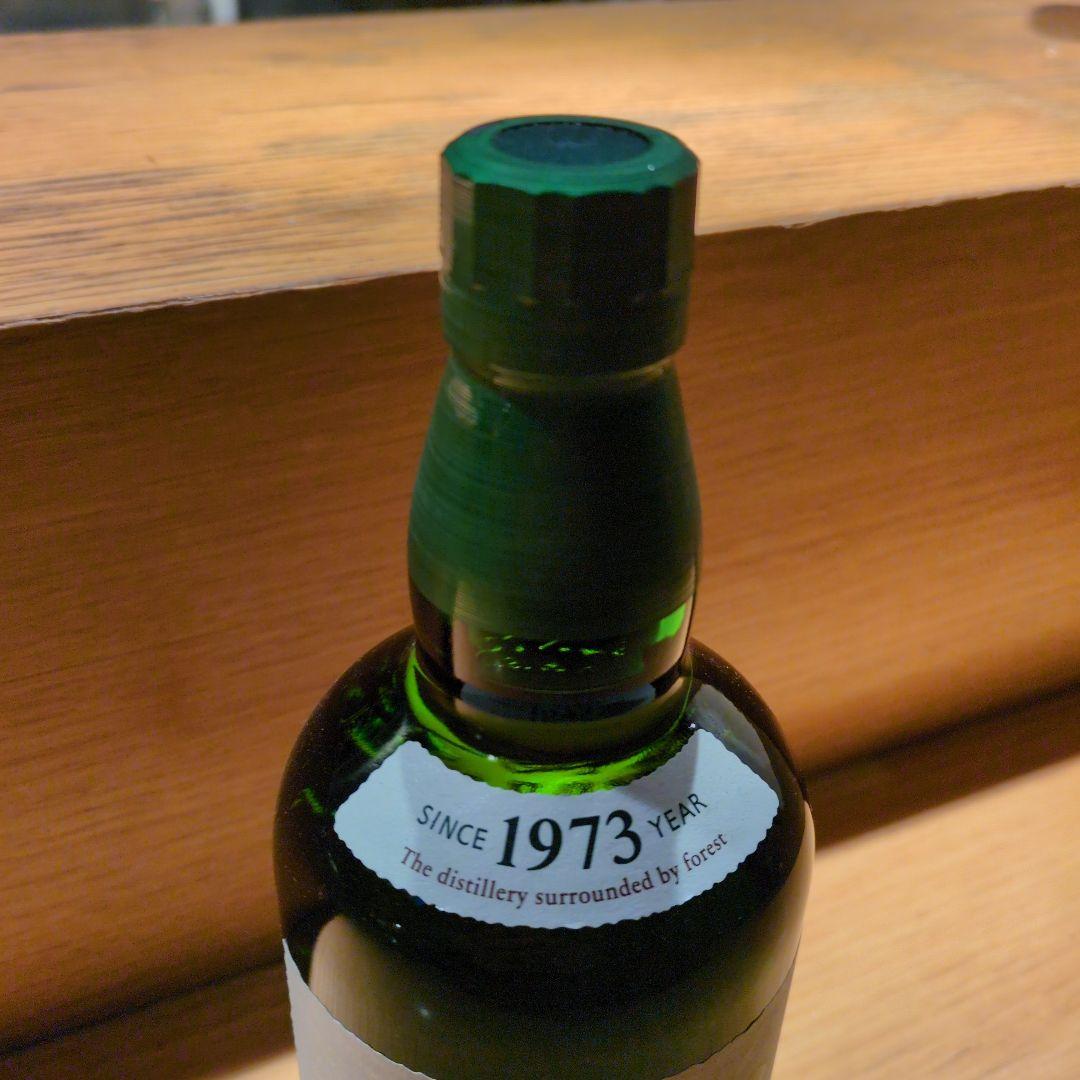 SINCE 1973 YEAR
The distillery surrounded by forest